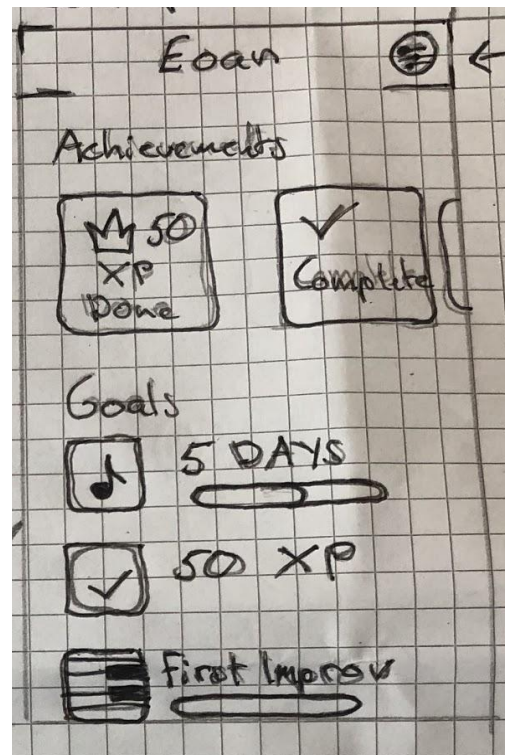 Eoan
Achievements
50
XP
Done
Complete
Goals
5 DAYS
50 XP
First Improv